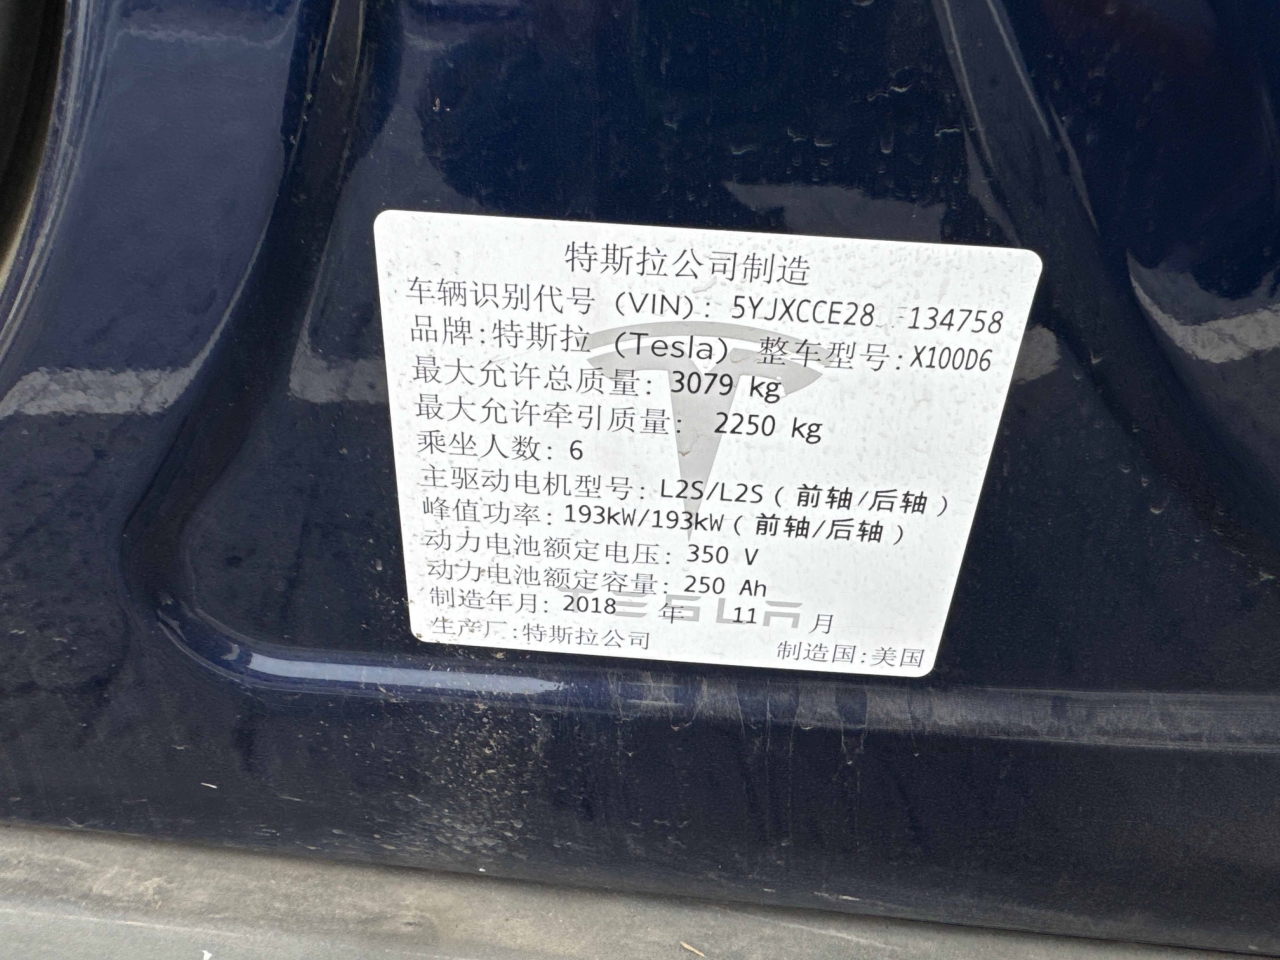 特斯拉公司制造
车辆识别代号 (VIN): 5YJXCCE28 F134758
品牌:特斯拉 (Tesla) 整车型号:X100D6
最大允许总质量: 3079 kg
最大允许牵引质量: 2250 kg
乘坐人数: 6
主驱动电机型号: L2S/L2S ( 前轴/后轴 )
峰值功率: 193kW/193kW ( 前轴/后轴 )
动力电池额定电压: 350 V
动力电池额定容量: 250 Ah
制造年月: 2018 年 11 月
TESLA
生产厂:特斯拉公司 制造国:美国